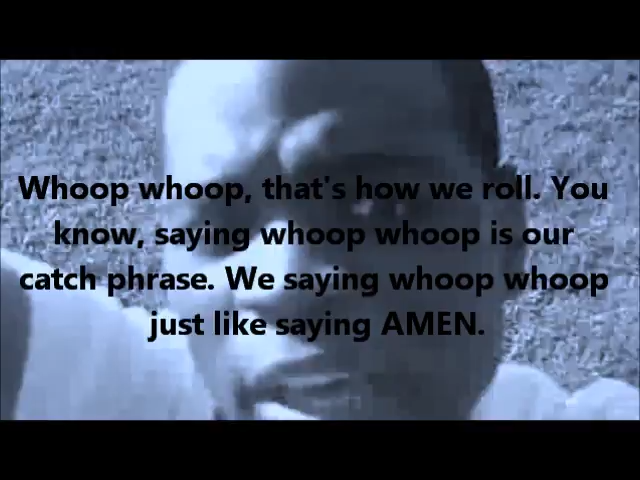 Whoop whoop, that's how we roll. You
know, saying whoop whoop is our
catch phrase. We saying whoop whoop
just like saying AMEN.